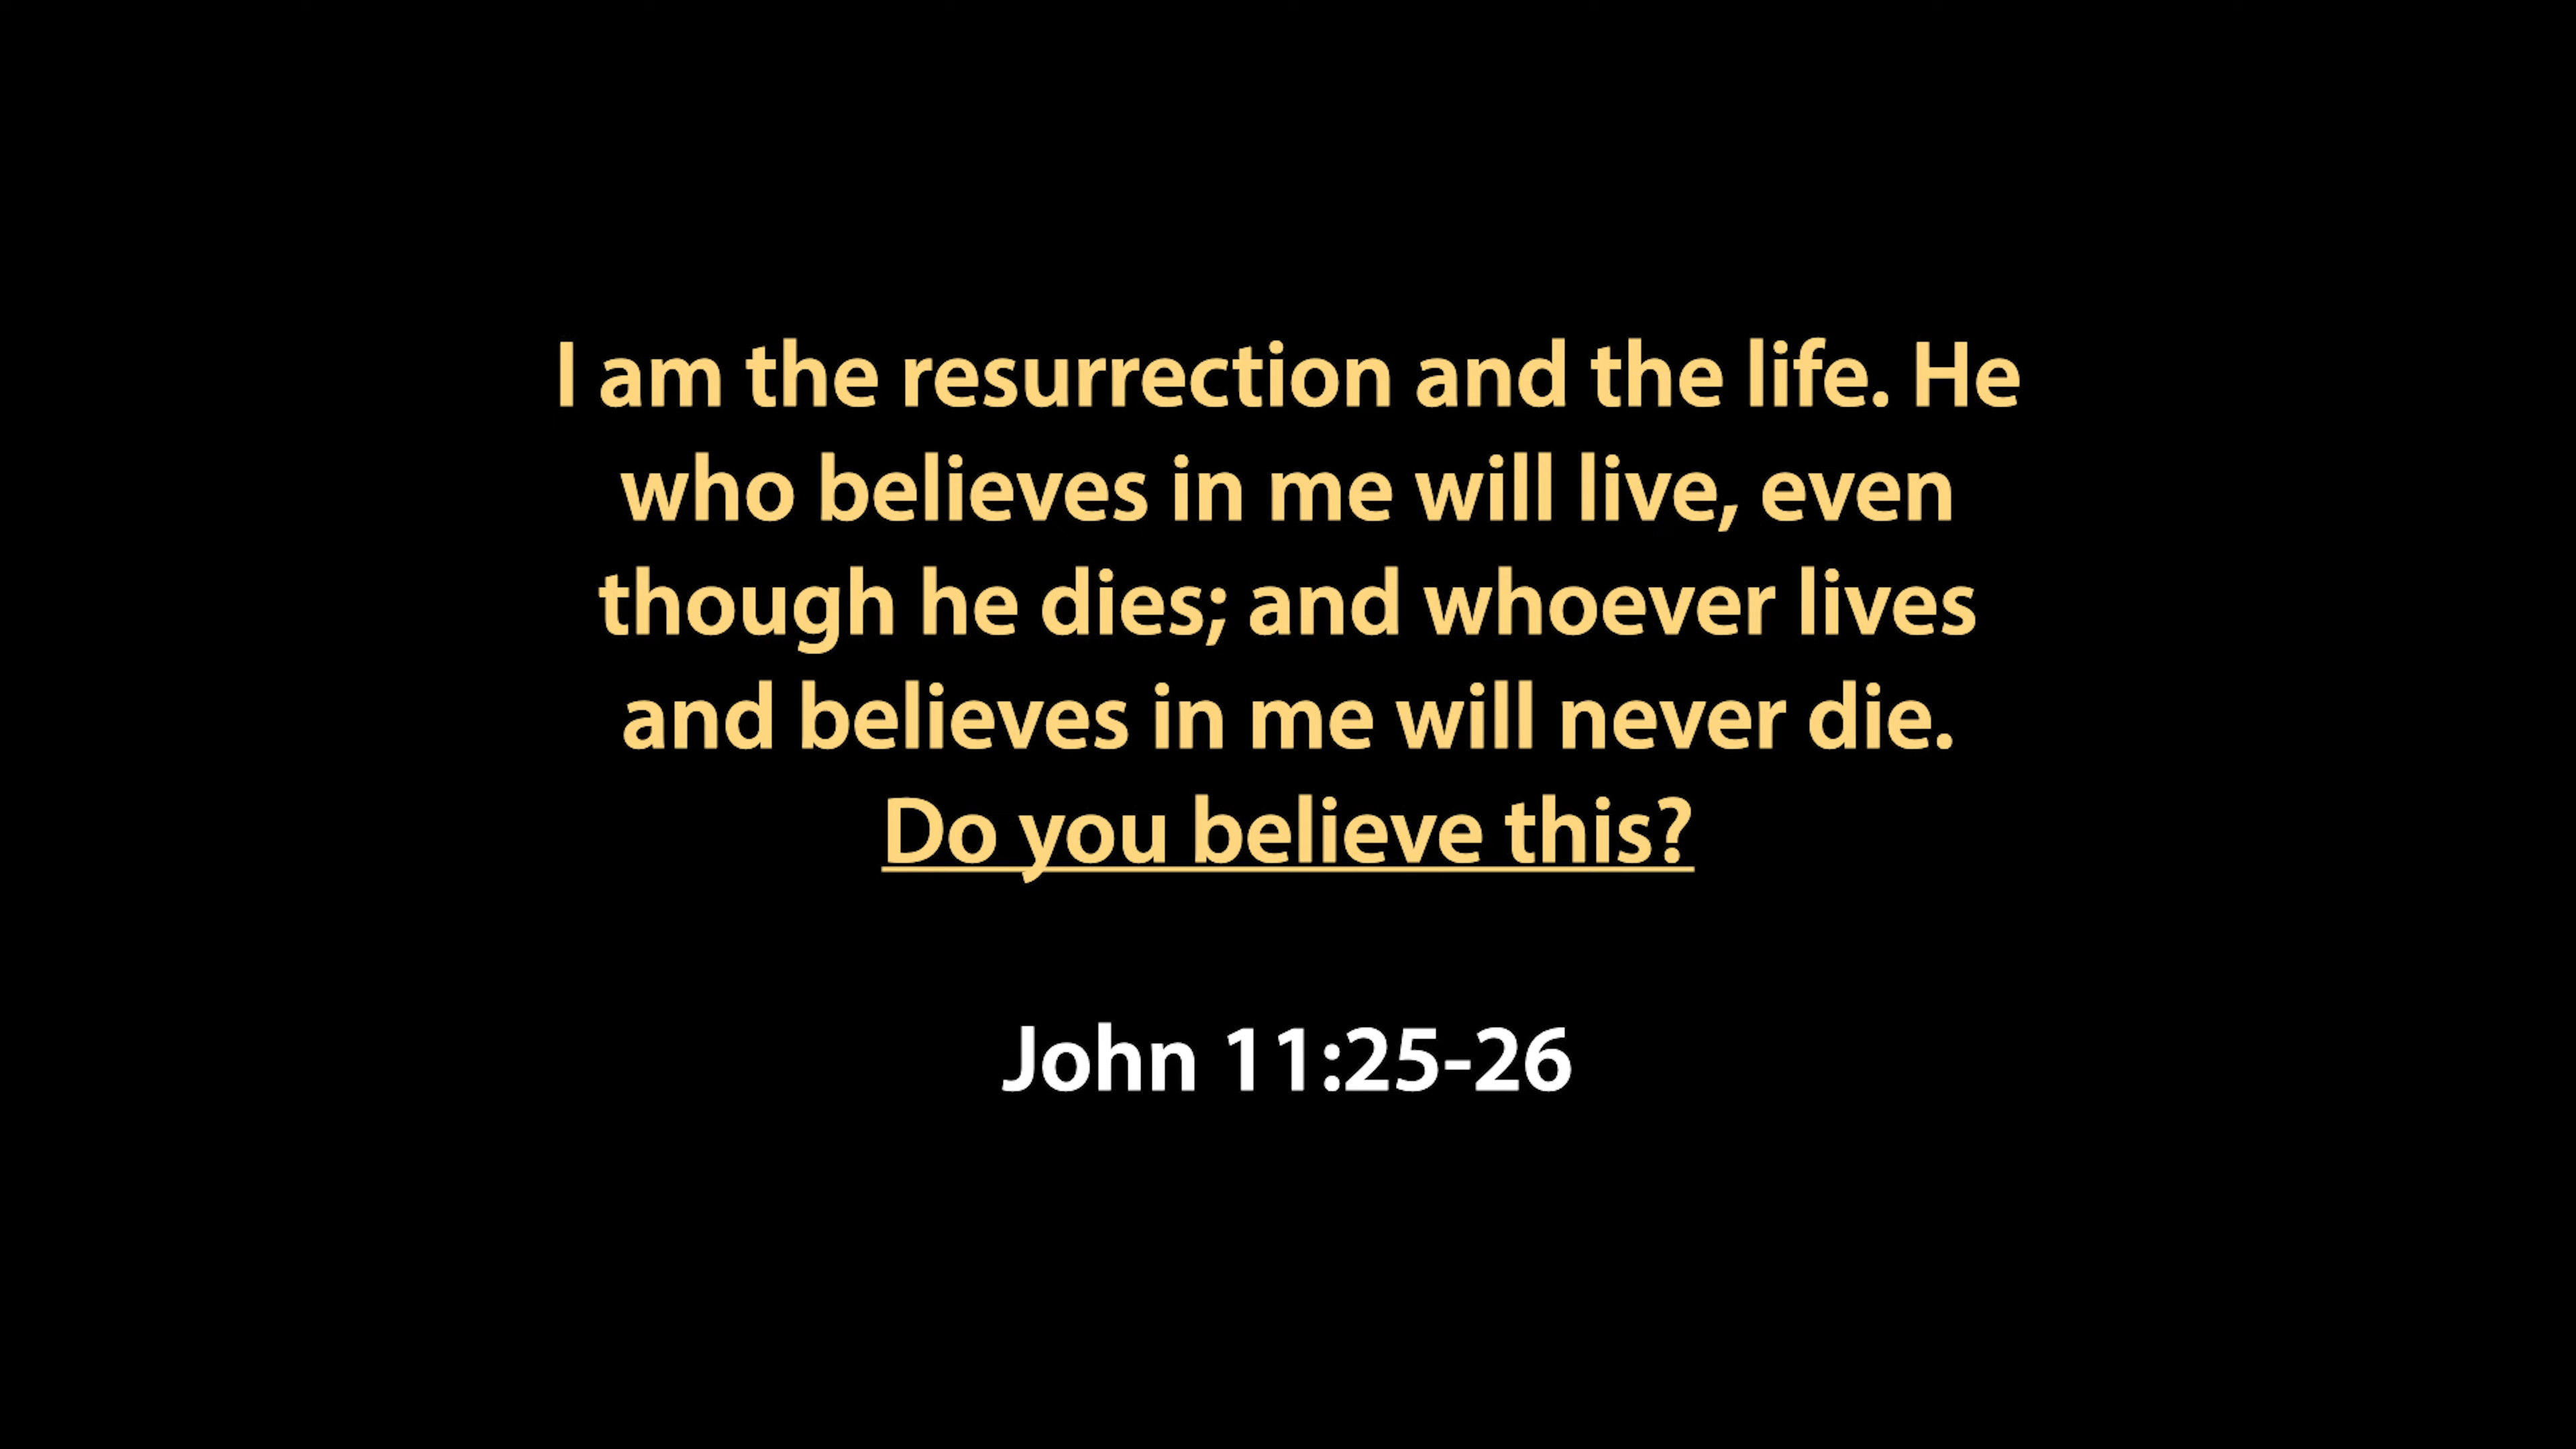 I am the resurrection and the life. He
who believes in me will live, even
though he dies; and whoever lives
and believes in me will never die.
Do you believe this?
John 11:25-26